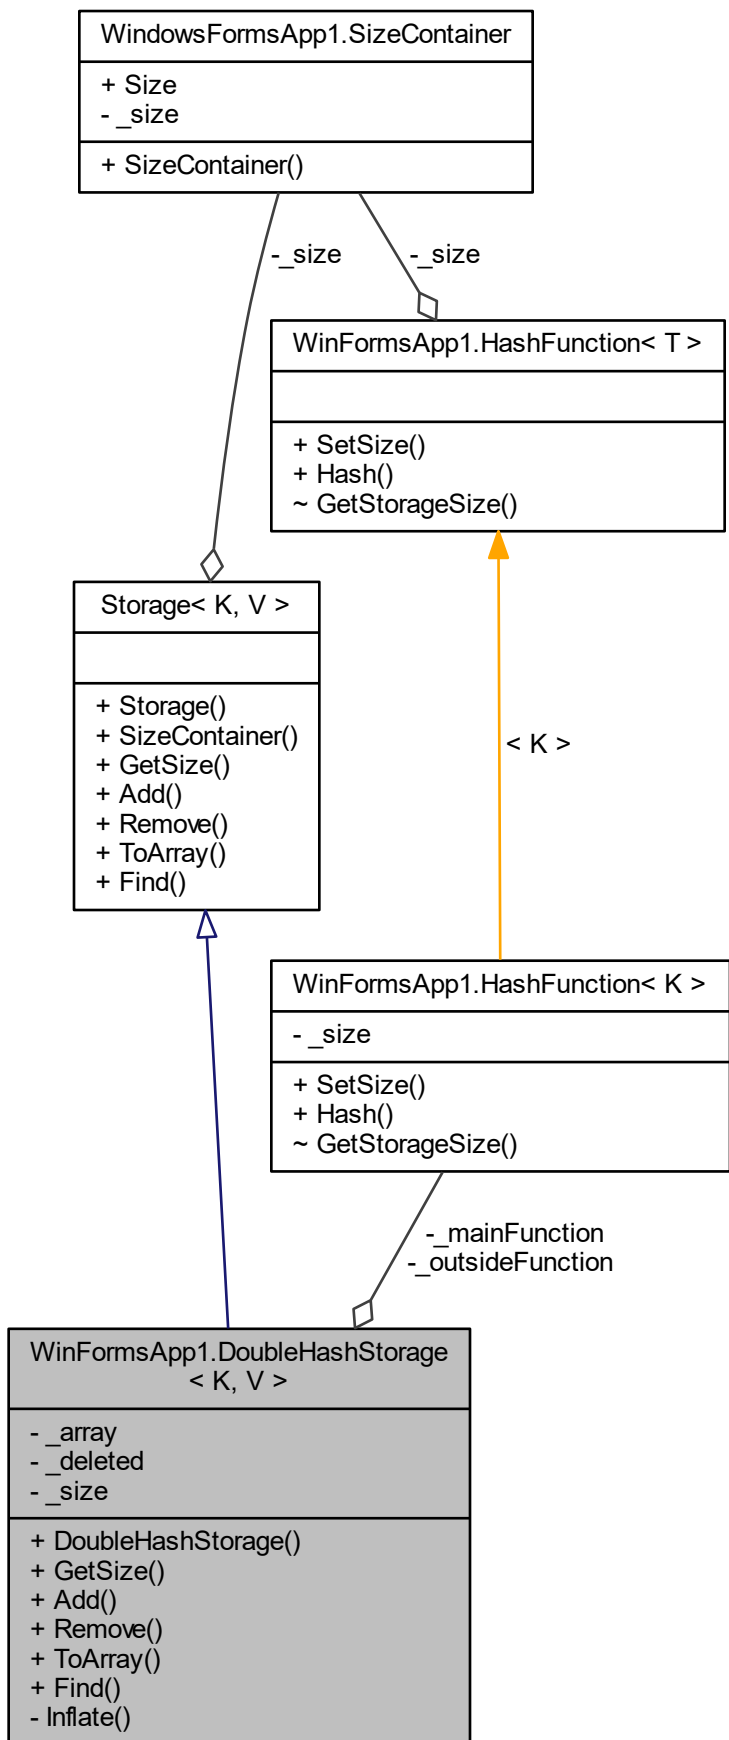 WindowsFormsApp1.SizeContainer
+ Size
- _size
+ SizeContainer()
-_size
-_size
WinFormsApp1.HashFunction< T >
+ SetSize()
+ Hash()
~ GetStorageSize()
Storage< K, V >
+ Storage()
+ SizeContainer()
+ GetSize()
+ Add()
+ Remove()
+ ToArray()
+ Find()
< K >
WinFormsApp1.HashFunction< K >
- _size
+ SetSize()
+ Hash()
~ GetStorageSize()
-_mainFunction
-_outsideFunction
WinFormsApp1.DoubleHashStorage
< K, V >
- _array
- _deleted
- _size
+ DoubleHashStorage()
+ GetSize()
+ Add()
+ Remove()
+ ToArray()
+ Find()
- Inflate()